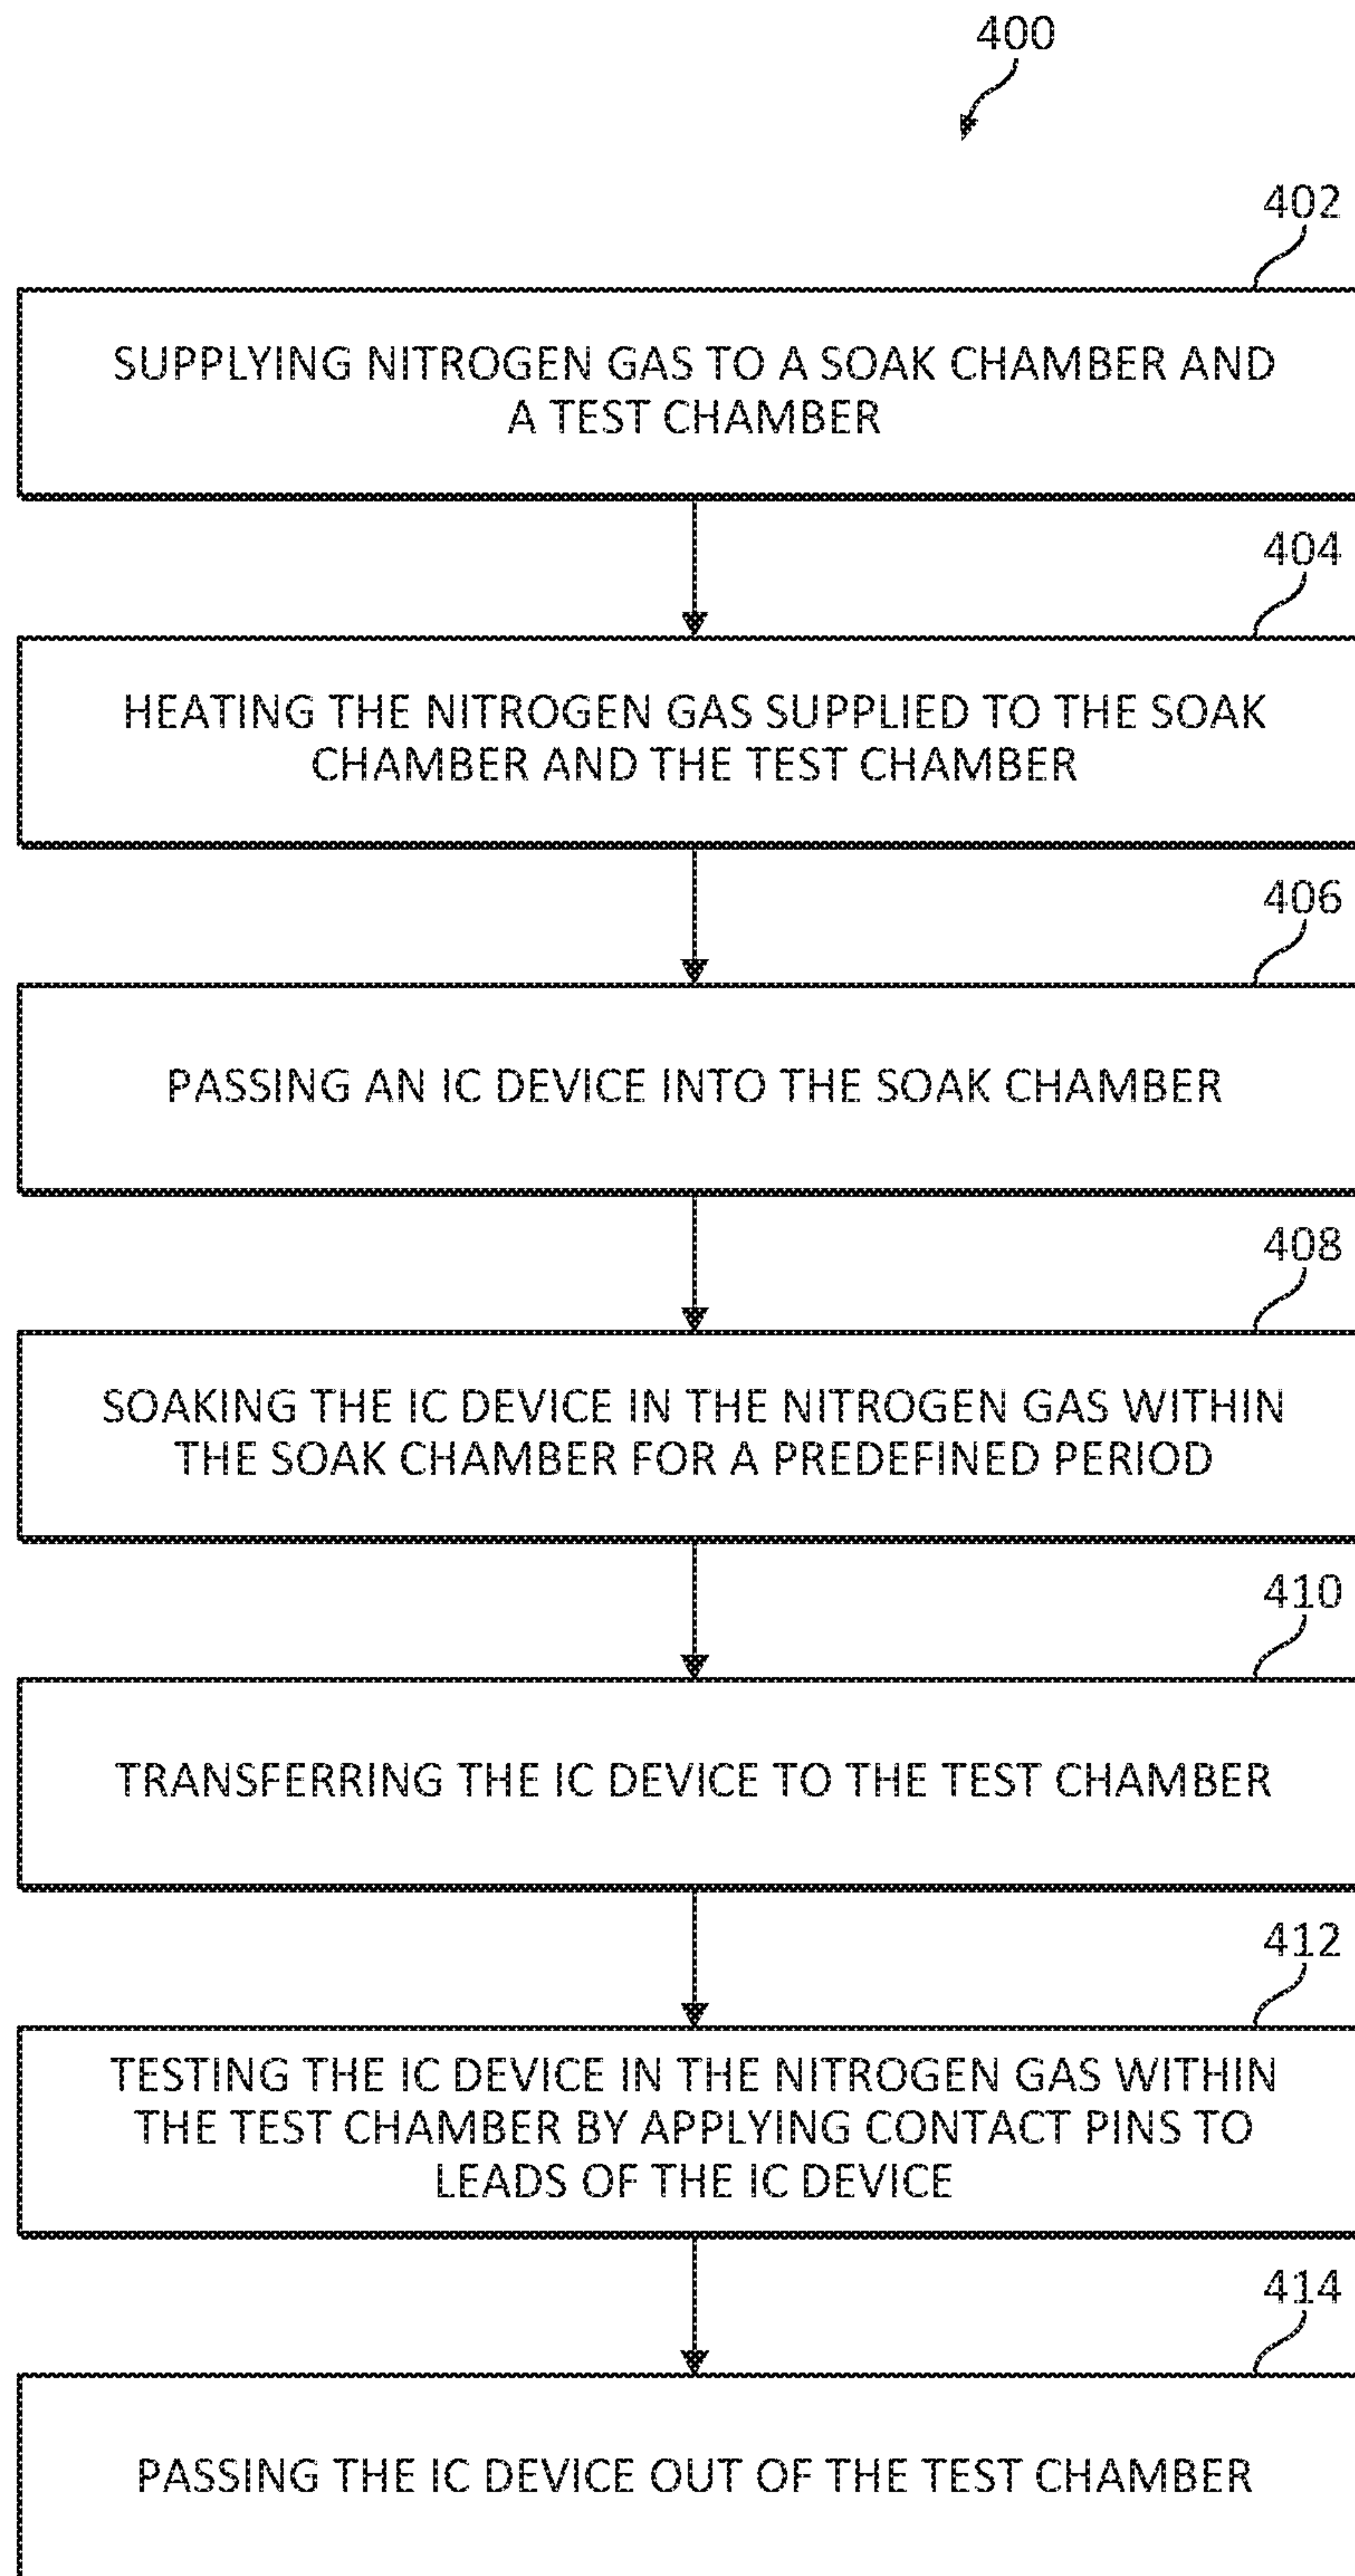 400
402
SUPPLYING NITROGEN GAS TO A SOAK CHAMBER AND
A TEST CHAMBER
404
HEATING THE NITROGEN GAS SUPPLIED TO THE SOAK
CHAMBER AND THE TEST CHAMBER
406
PASSING AN IC DEVICE INTO THE SOAK CHAMBER
408
SOAKING THE IC DEVICE IN THE NITROGEN GAS WITHIN
THE SOAK CHAMBER FOR A PREDEFINED PERIOD
410
TRANSFERRING THE IC DEVICE TO THE TEST CHAMBER
412
TESTING THE IC DEVICE IN THE NITROGEN GAS WITHIN
THE TEST CHAMBER BY APPLYING CONTACT PINS TO
LEADS OF THE IC DEVICE
414
PASSING THE IC DEVICE OUT OF THE TEST CHAMBER